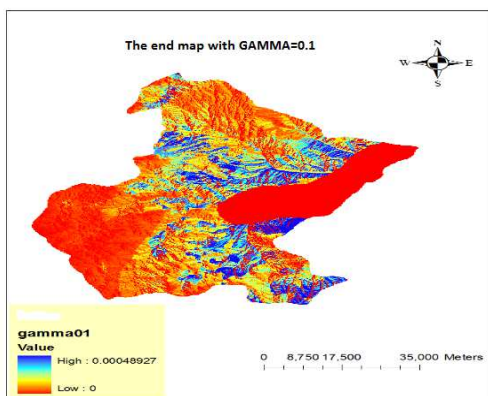 The end map with GAMMA=0.1
N
W E
S
gamma01
Value
High : 0.00048927
Low : 0
0 8,750 17,500 35,000 Meters